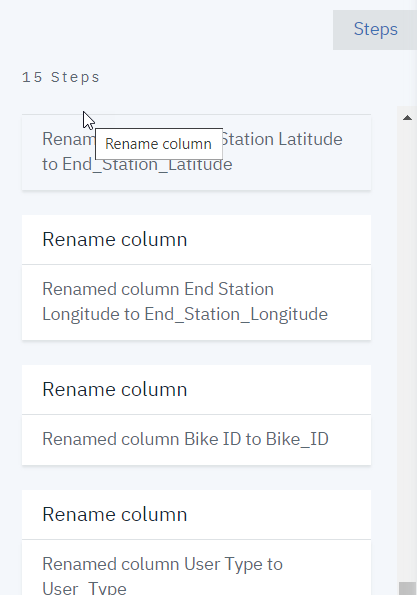 Steps
15 Steps
Renam Station Latitude
Rename column
to End_Station_Latitude
Rename column
Renamed column End Station
Longitude to End_Station_Longitude
Rename column
Renamed column Bike ID to Bike_ID
Rename column
Renamed column User Type to
User_Type